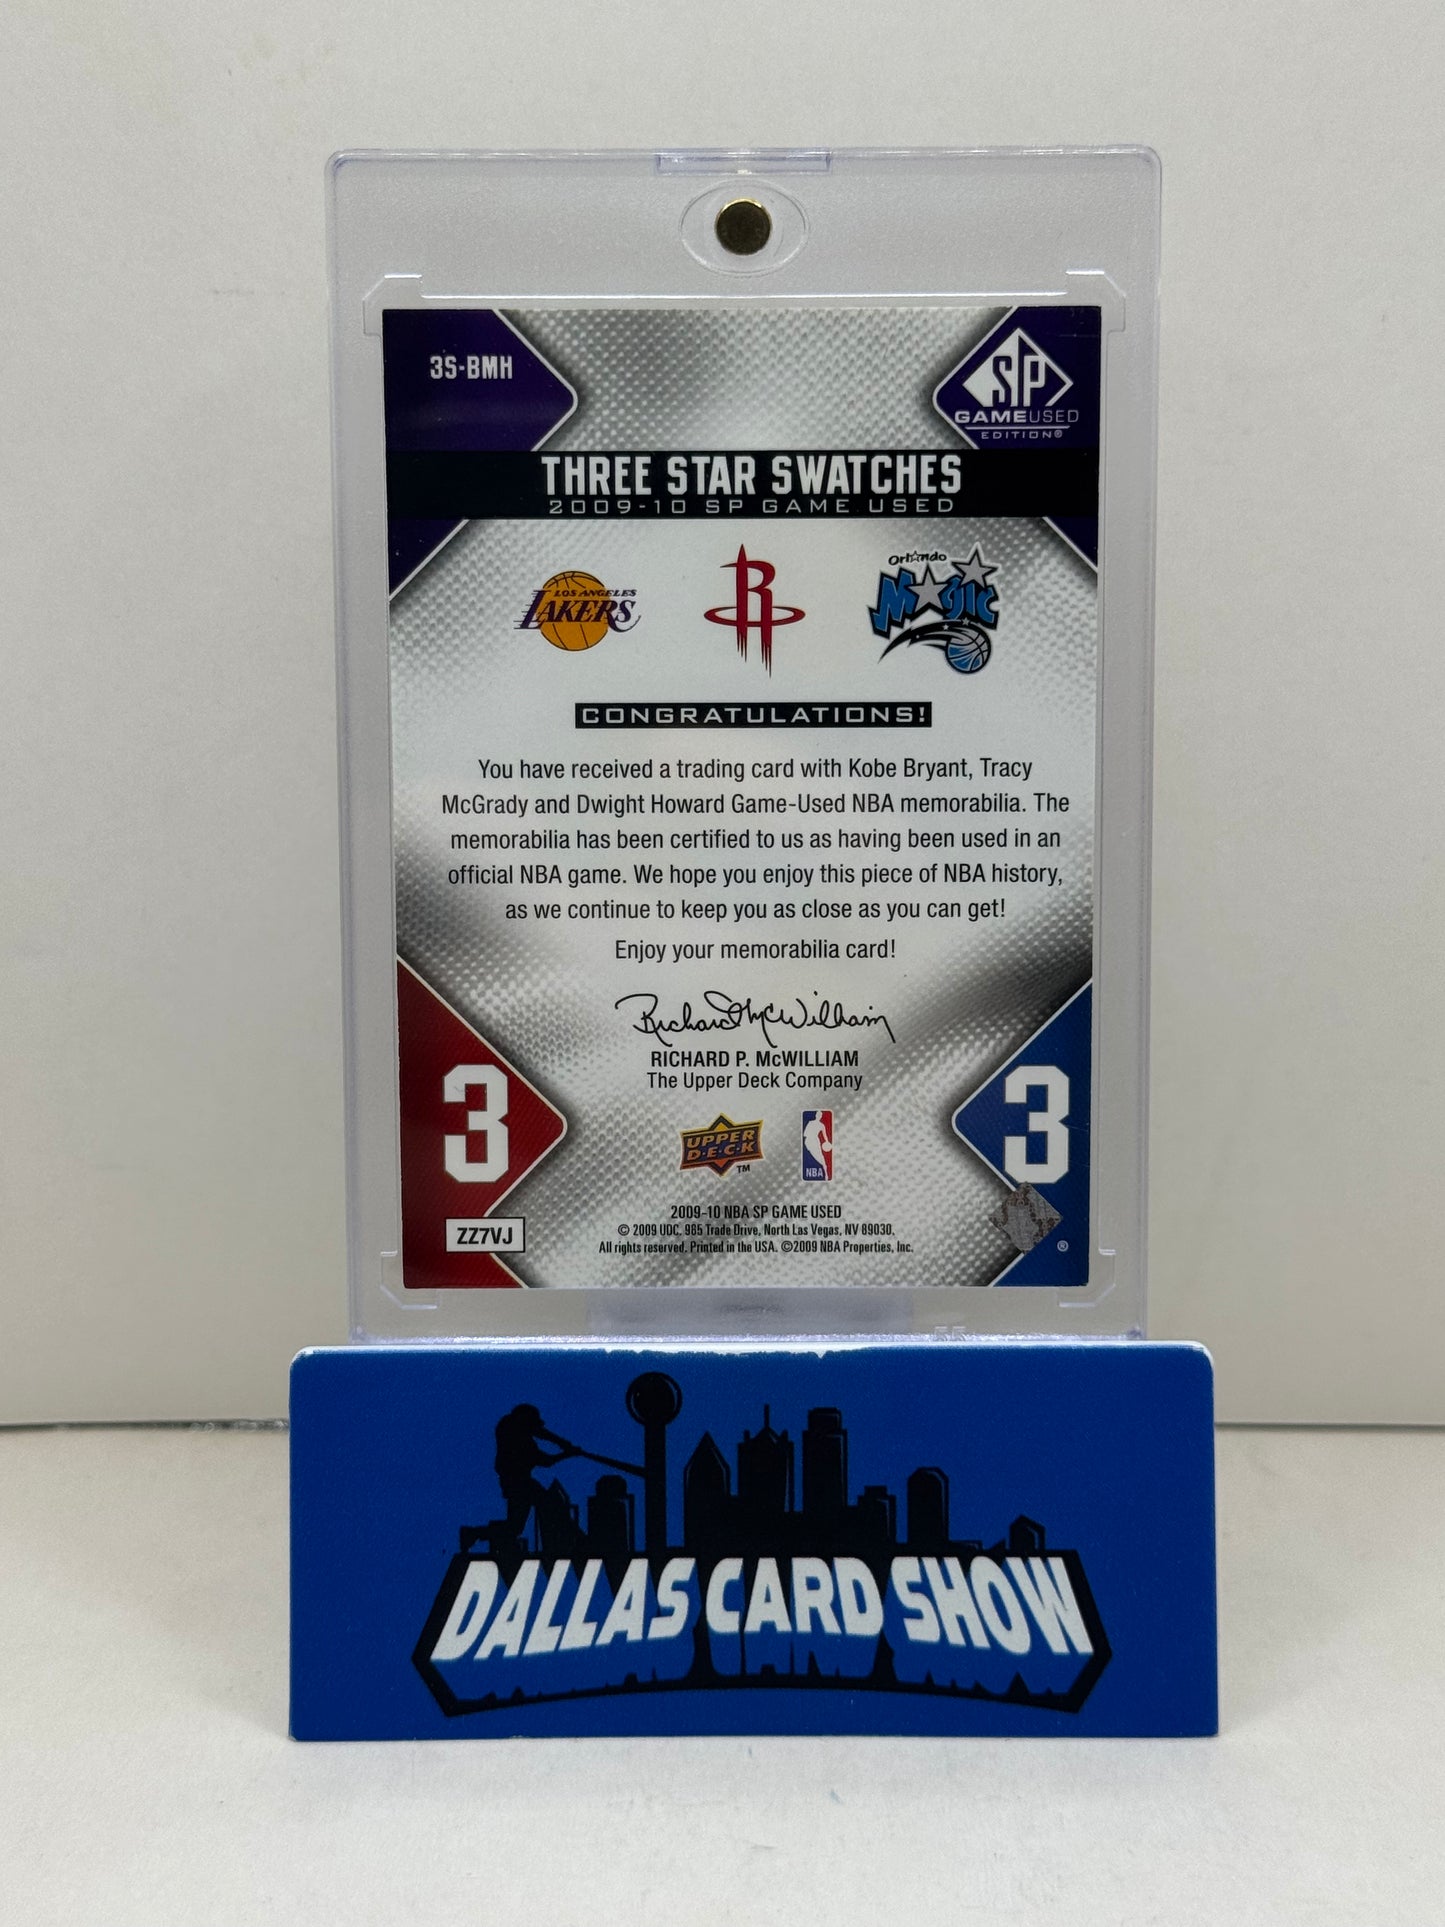 3S-BMH
SP
GAMEUSED
EDITION®
THREE STAR SWATCHES
2009-10 SP GAME USED
LOS ANGELES
LAKERS
R
Orlando
Magic
CONGRATULATIONS!
You have received a trading card with Kobe Bryant, Tracy
McGrady and Dwight Howard Game-Used NBA memorabilia. The
memorabilia has been certified to us as having been used in an
official NBA game. We hope you enjoy this piece of NBA history,
as we continue to keep you as close as you can get!
Enjoy your memorabilia card!
Richard McWilliam
RICHARD P. McWILLIAM
The Upper Deck Company
3
3
UPPER
D•E•C•K
TM
NBA
2009-10 NBA SP GAME USED
© 2009 UDC. 985 Trade Drive, North Las Vegas, NV 89030.
All rights reserved. Printed in the USA. ©2009 NBA Properties, Inc.
ZZ7VJ
®
DALLAS CARD SHOW